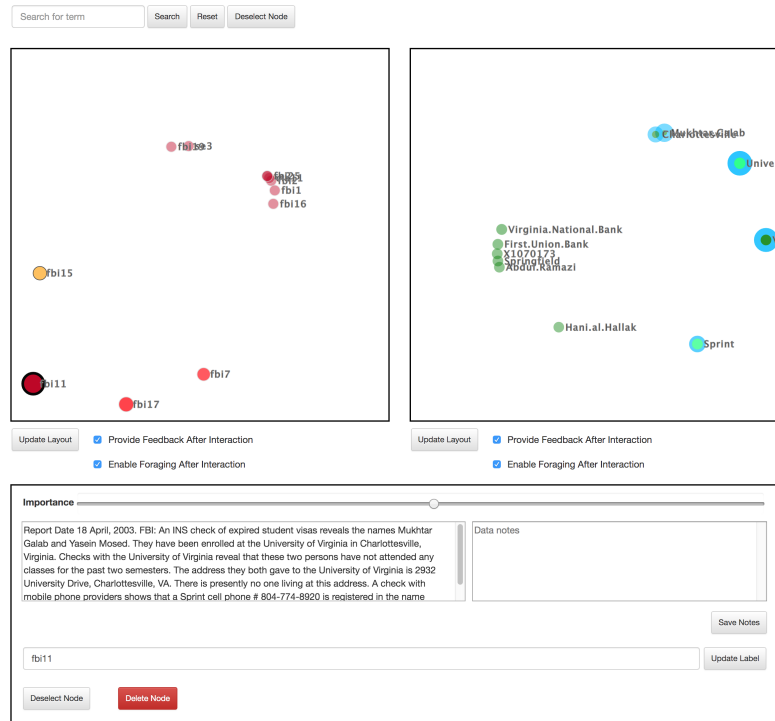 Search for term
Search
Reset
Deselect Node
fbi3
fbi1
fbi16
fbi15
fbi11
fbi7
fbi17
Charlottesville
Mukhtar.Galab
Unive
Virginia.National.Bank
First.Union.Bank
X1070173
Springfield
Abdul.Ramazi
Hani.al.Hallak
Sprint
Update Layout
Provide Feedback After Interaction
Enable Foraging After Interaction
Update Layout
Provide Feedback After Interaction
Enable Foraging After Interaction
Importance
Report Date 18 April, 2003. FBI: An INS check of expired student visas reveals the names Mukhtar
Galab and Yasein Mosed. They have been enrolled at the University of Virginia in Charlottesville,
Virginia. Checks with the University of Virginia reveal that these two persons have not attended any
classes for the past two semesters. The address they both gave to the University of Virginia is 2932
University Drive, Charlottesville, VA. There is presently no one living at this address. A check with
mobile phone providers shows that a Sprint cell phone # 804-774-8920 is registered in the name
Data notes
Save Notes
fbi11
Update Label
Deselect Node
Delete Node